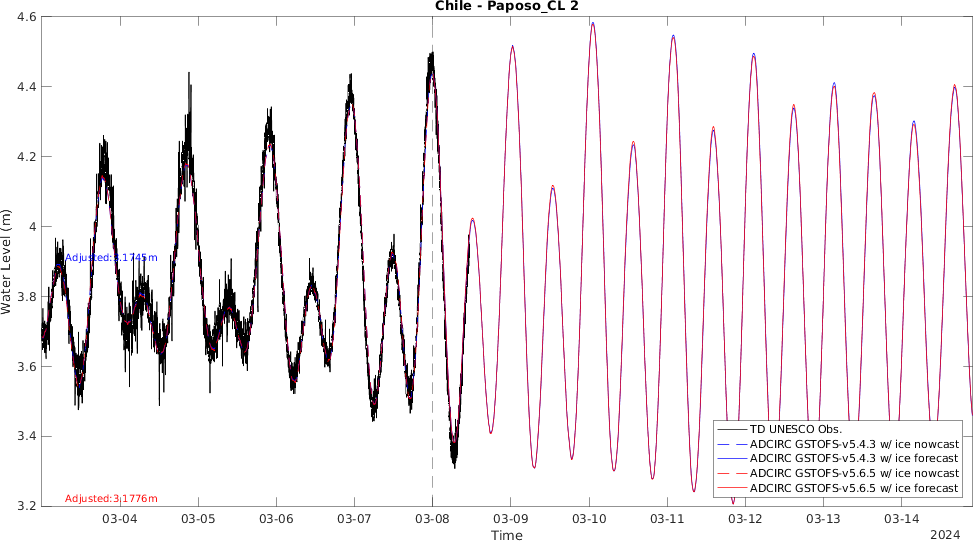 Chile - Paposo_CL 2
4.6
4.4
4.2
4
3.8
3.6
3.4
3.2
Water Level (m)
Adjusted:3.1745m
Adjusted:3.1776m
TD UNESCO Obs.
ADCIRC GSTOFS-v5.4.3 w/ ice nowcast
ADCIRC GSTOFS-v5.4.3 w/ ice forecast
ADCIRC GSTOFS-v5.6.5 w/ ice nowcast
ADCIRC GSTOFS-v5.6.5 w/ ice forecast
03-04 03-05 03-06 03-07 03-08 03-09 03-10 03-11 03-12 03-13 03-14
Time
2024